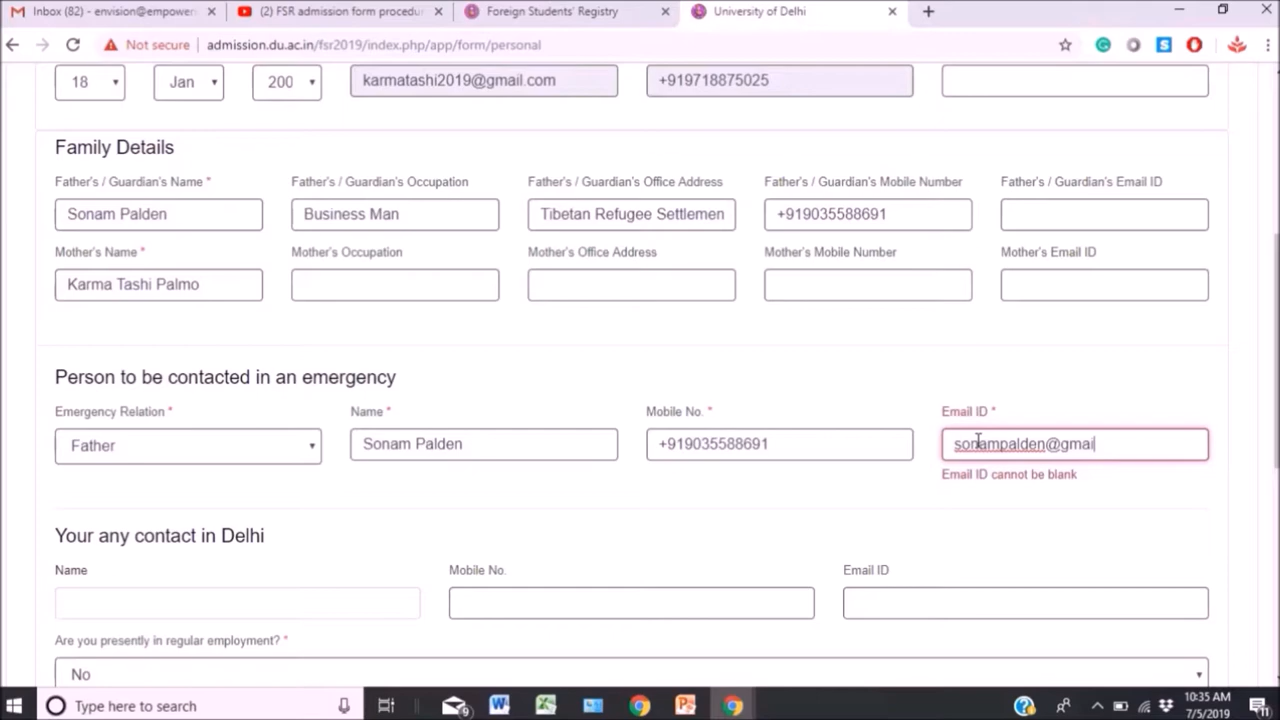 Inbox (82) - envision@empower
(2) FSR admission form procedu
Foreign Students' Registry
University of Delhi
Not secure
admission.du.ac.in/fsr2019/index.php/app/form/personal
18
Jan
200
karmatashi2019@gmail.com
+919718875025
Family Details
Father's / Guardian's Name *
Father's / Guardian's Occupation
Father's / Guardian's Office Address
Father's / Guardian's Mobile Number
Father's / Guardian's Email ID
Sonam Palden
Business Man
Tibetan Refugee Settlemen
+919035588691
Mother's Name *
Mother's Occupation
Mother's Office Address
Mother's Mobile Number
Mother's Email ID
Karma Tashi Palmo
Person to be contacted in an emergency
Emergency Relation *
Name *
Mobile No. *
Email ID *
Father
Sonam Palden
+919035588691
sonampalden@gmai
Email ID cannot be blank
Your any contact in Delhi
Name
Mobile No.
Email ID
Are you presently in regular employment? *
No
Type here to search
9
10:35 AM
7/5/2019
11